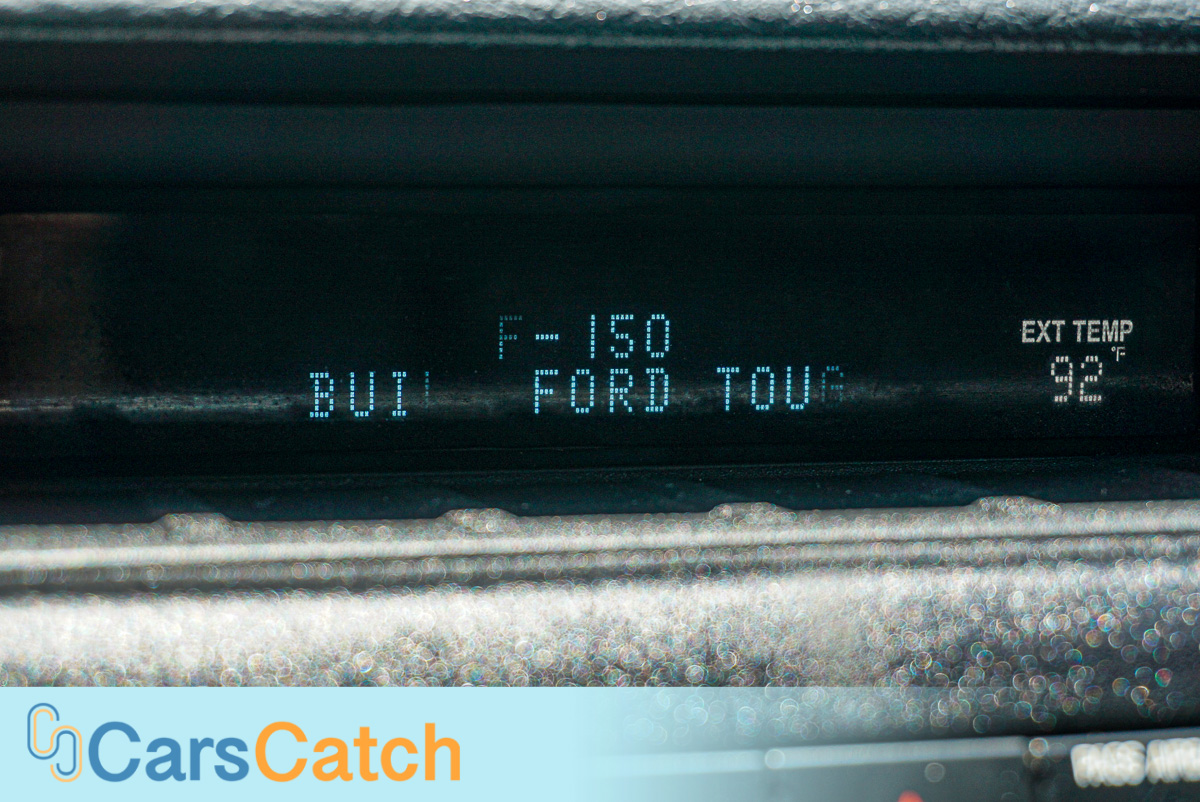 F-150
BUI FORD TOU
EXT TEMP
°F
92
CarsCatch